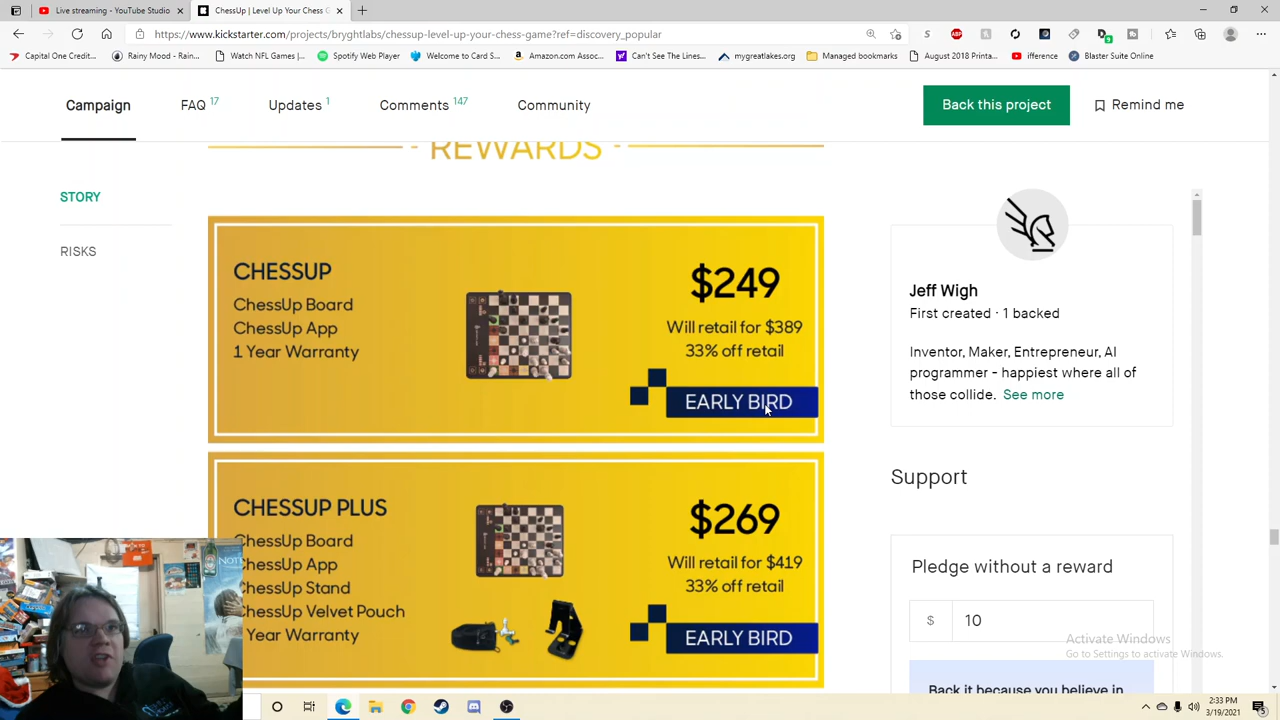 Live streaming - YouTube Studio
ChessUp | Level Up Your Chess G
https://www.kickstarter.com/projects/bryghtlabs/chessup-level-up-your-chess-game?ref=discovery_popular
Capital One Credit...
Rainy Mood - Rain...
Watch NFL Games |...
Spotify Web Player
Welcome to Card S...
Amazon.com Assoc...
Can't See The Lines...
mygreatlakes.org
Managed bookmarks
August 2018 Printa...
ifference
Blaster Suite Online
Campaign
FAQ 17
Updates 1
Comments 147
Community
Back this project
Remind me
REWARDS
STORY
RISKS
CHESSUP
ChessUp Board
ChessUp App
1 Year Warranty
$249
Will retail for $389
33% off retail
EARLY BIRD
CHESSUP PLUS
ChessUp Board
ChessUp App
ChessUp Stand
ChessUp Velvet Pouch
Year Warranty
$269
Will retail for $419
33% off retail
EARLY BIRD
Jeff Wigh
First created · 1 backed
Inventor, Maker, Entrepreneur, AI
programmer - happiest where all of
those collide. See more
Support
Pledge without a reward
$ 10
Activate Windows
Go to Settings to activate Windows.
Back it because you believe in
2:33 PM
3/19/2021